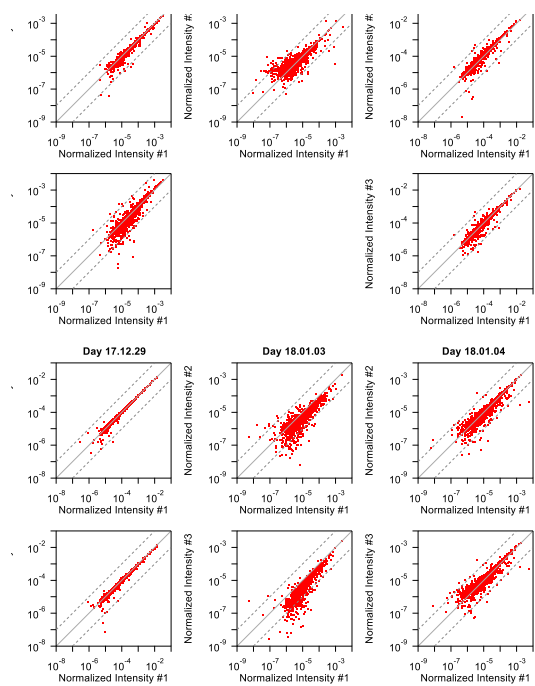 10-3 10-5 10-7 10-9
10-9 10-7 10-5 10-3
Normalized Intensity #1
Normalized Intensity #
10-3 10-5 10-7 10-9
10-9 10-7 10-5 10-3
Normalized Intensity #1
Normalized Intensity #3
10-3 10-5 10-7 10-9
10-8 10-6 10-4 10-2
Normalized Intensity #1
10-3 10-5 10-7 10-9
10-9 10-7 10-5 10-3
Normalized Intensity #1
Normalized Intensity #3
10-2 10-4 10-6 10-8
10-8 10-6 10-4 10-2
Normalized Intensity #1
Day 17.12.29
10-2 10-4 10-6 10-8
10-8 10-6 10-4 10-2
Normalized Intensity #1
Day 18.01.03
Normalized Intensity #2
10-3 10-5 10-7 10-9
10-9 10-7 10-5 10-3
Normalized Intensity #1
Day 18.01.04
Normalized Intensity #2
10-3 10-5 10-7 10-9
10-9 10-7 10-5 10-3
Normalized Intensity #1
10-2 10-4 10-6 10-8
10-8 10-6 10-4 10-2
Normalized Intensity #1
Normalized Intensity #3
10-3 10-5 10-7 10-9
10-9 10-7 10-5 10-3
Normalized Intensity #1
Normalized Intensity #3
10-3 10-5 10-7 10-9
10-9 10-7 10-5 10-3
Normalized Intensity #1